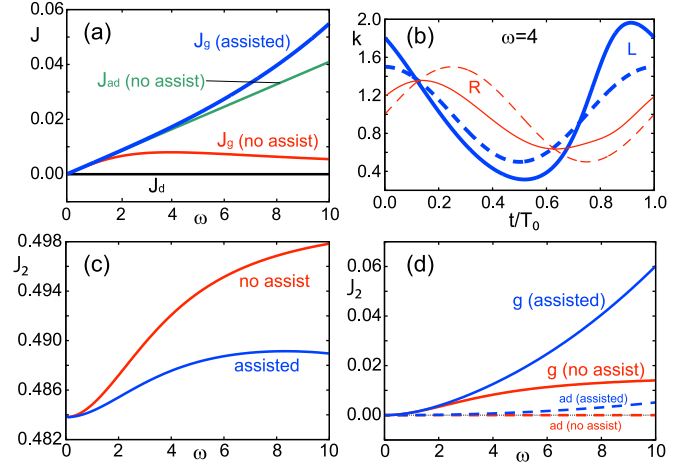 J
0.06
(a)
J_g (assisted)
0.04
J_ad (no assist)
0.02
J_g (no assist)
0.00
J_d
0 2 4 6 8 10
ω
(b)
ω=4
k
2.0
1.6
L
R
1.2
0.8
0.4
0.0 0.2 0.4 0.6 0.8 1.0
t/T_0
0.498
J_2
(c)
no assist
0.494
0.490
assisted
0.486
0.482
0 2 4 6 8 10
ω
(d)
0.06
J_2
g (assisted)
0.04
0.02
g (no assist)
ad (assisted)
0.00
ad (no assist)
0 2 4 6 8 10
ω